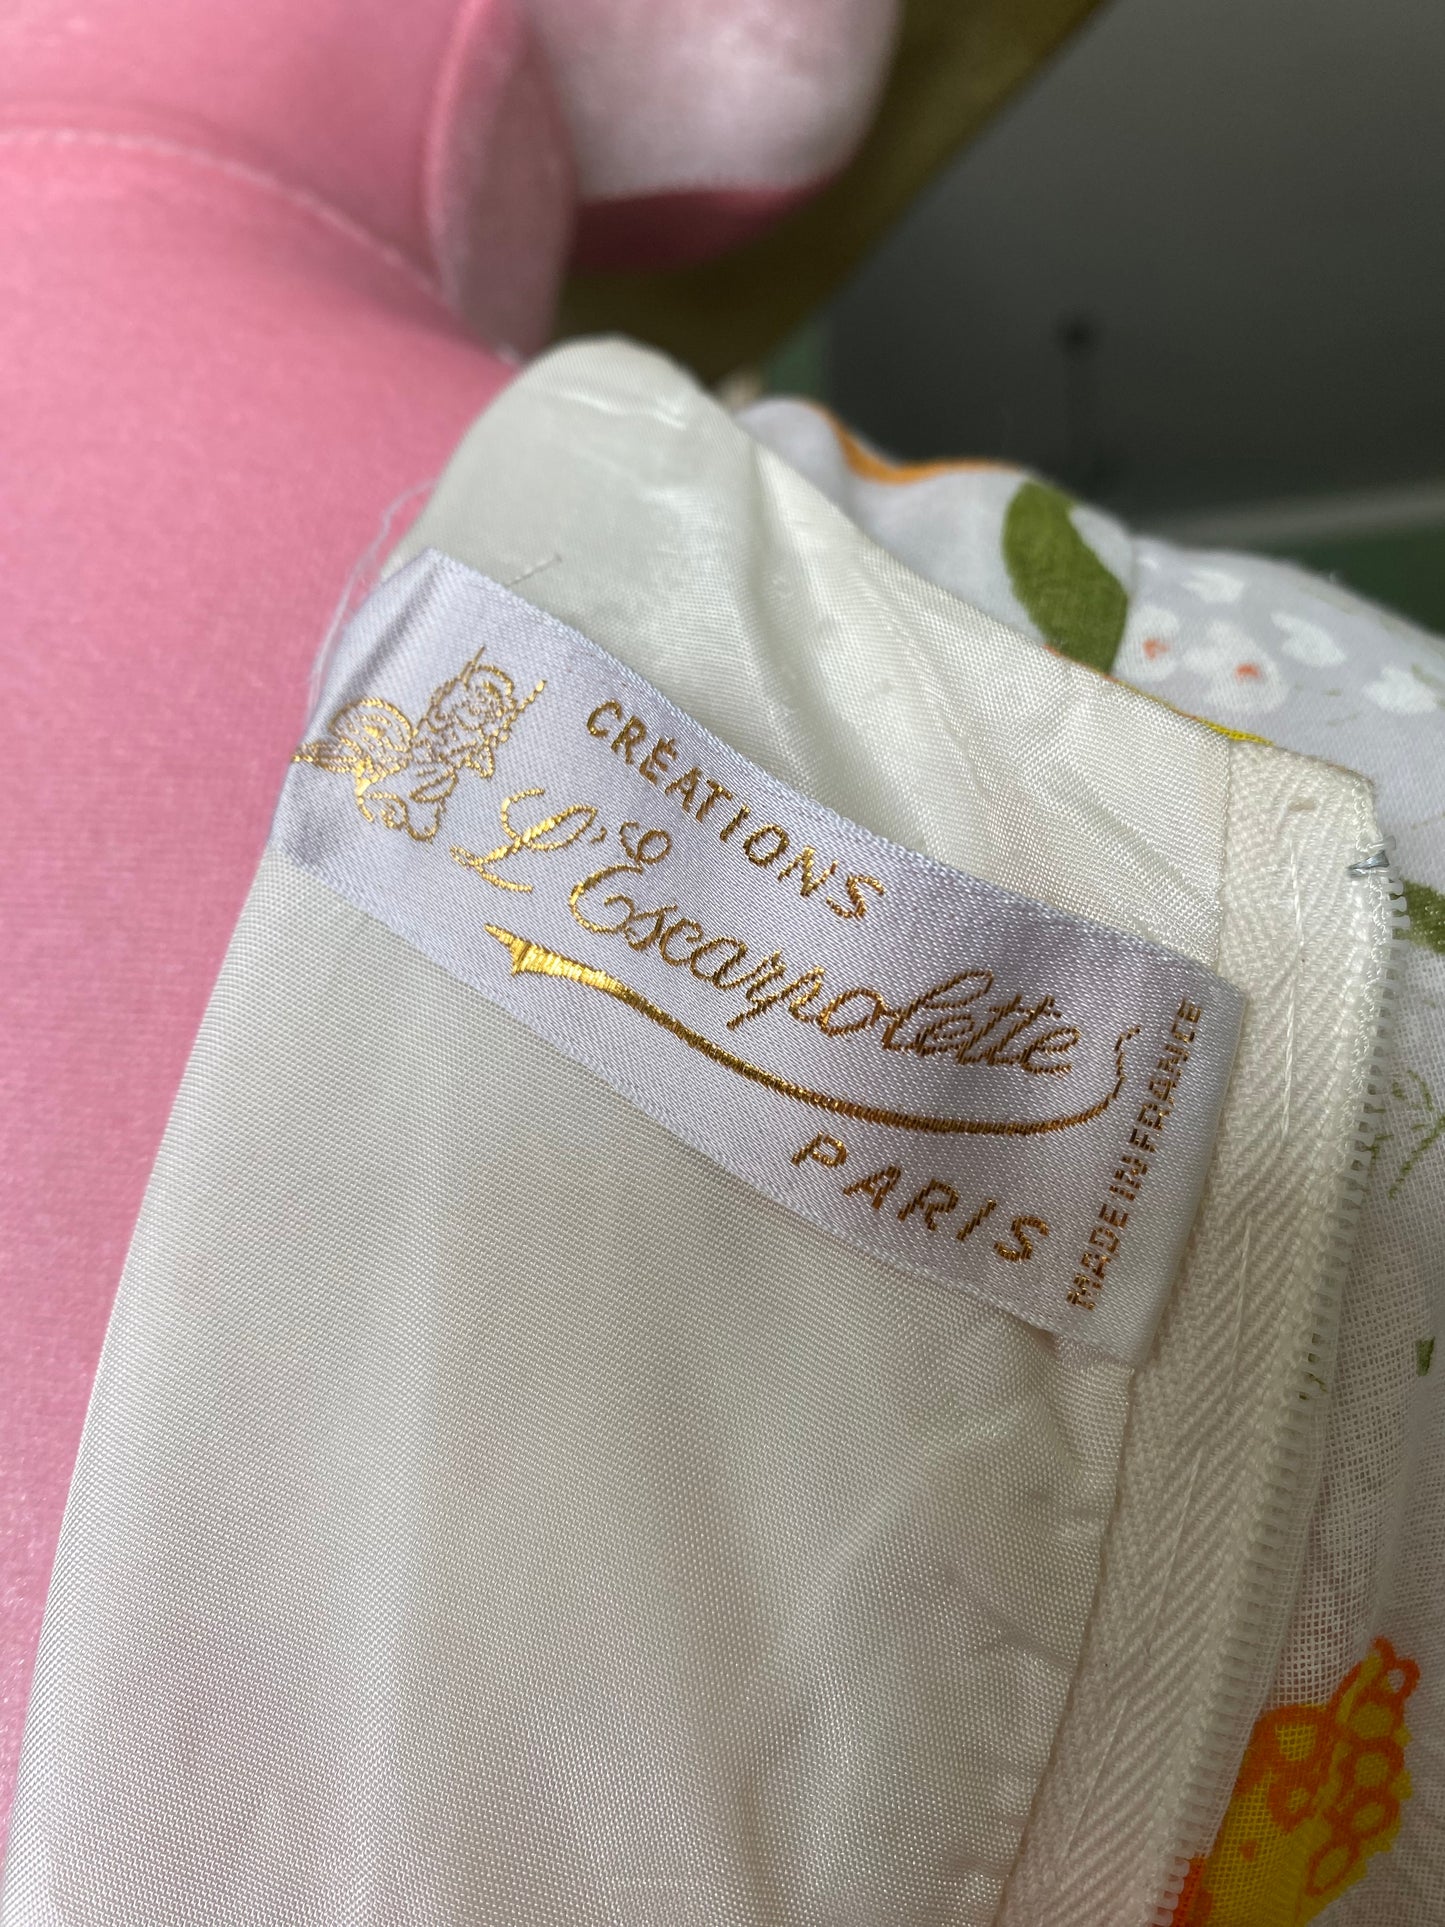 CRÉATIONS
L'Escarpolette
PARIS
MADE IN FRANCE